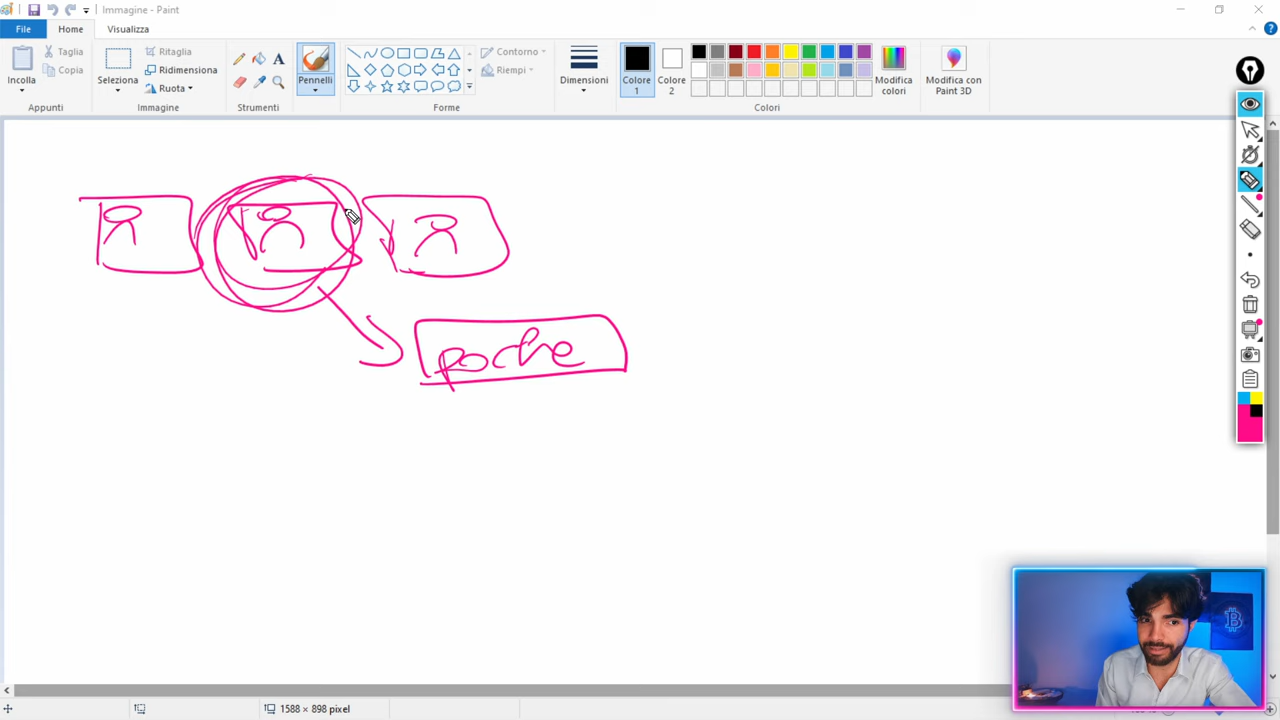 Immagine - Paint
File
Home
Visualizza
Incolla
Taglia
Copia
Appunti
Seleziona
Ritaglia
Ridimensiona
Ruota
Immagine
A
Strumenti
Pennelli
Contorno
Riempi
Forme
Dimensioni
Colore
1
Colore
2
Modifica
colori
Colori
Modifica con
Paint 3D
poche
1588 × 898 pixel